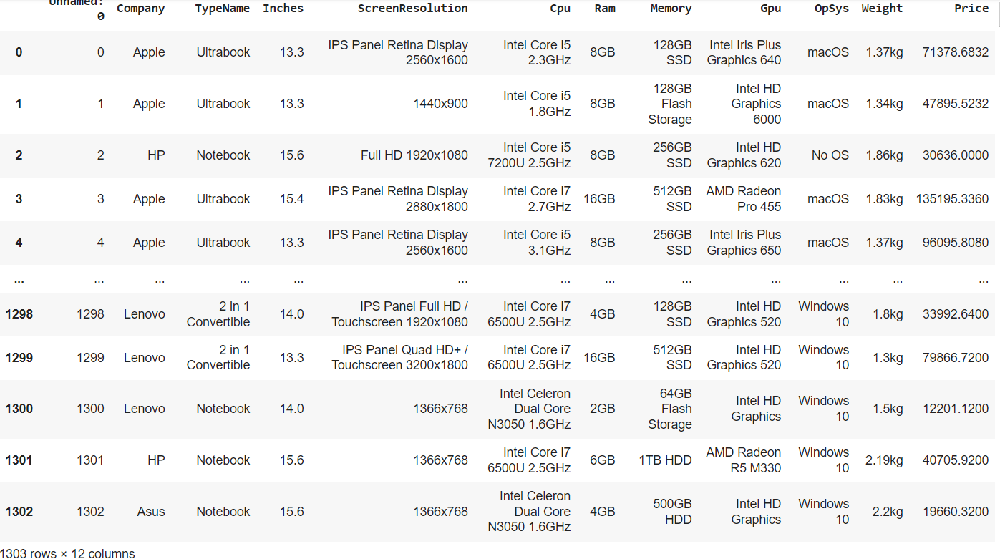 Unnamed: 0 Company TypeName Inches ScreenResolution Cpu Ram Memory Gpu OpSys Weight Price
0 0 Apple Ultrabook 13.3 IPS Panel Retina Display 2560x1600 Intel Core i5 2.3GHz 8GB 128GB SSD Intel Iris Plus Graphics 640 macOS 1.37kg 71378.6832
1 1 Apple Ultrabook 13.3 1440x900 Intel Core i5 1.8GHz 8GB 128GB Flash Storage Intel HD Graphics 6000 macOS 1.34kg 47895.5232
2 2 HP Notebook 15.6 Full HD 1920x1080 Intel Core i5 7200U 2.5GHz 8GB 256GB SSD Intel HD Graphics 620 No OS 1.86kg 30636.0000
3 3 Apple Ultrabook 15.4 IPS Panel Retina Display 2880x1800 Intel Core i7 2.7GHz 16GB 512GB SSD AMD Radeon Pro 455 macOS 1.83kg 135195.3360
4 4 Apple Ultrabook 13.3 IPS Panel Retina Display 2560x1600 Intel Core i5 3.1GHz 8GB 256GB SSD Intel Iris Plus Graphics 650 macOS 1.37kg 96095.8080
... ... ... ... ... ... ... ... ... ... ... ... ...
1298 1298 Lenovo 2 in 1 Convertible 14.0 IPS Panel Full HD / Touchscreen 1920x1080 Intel Core i7 6500U 2.5GHz 4GB 128GB SSD Intel HD Graphics 520 Windows 10 1.8kg 33992.6400
1299 1299 Lenovo 2 in 1 Convertible 13.3 IPS Panel Quad HD+ / Touchscreen 3200x1800 Intel Core i7 6500U 2.5GHz 16GB 512GB SSD Intel HD Graphics 520 Windows 10 1.3kg 79866.7200
1300 1300 Lenovo Notebook 14.0 1366x768 Intel Celeron Dual Core N3050 1.6GHz 2GB 64GB Flash Storage Intel HD Graphics Windows 10 1.5kg 12201.1200
1301 1301 HP Notebook 15.6 1366x768 Intel Core i7 6500U 2.5GHz 6GB 1TB HDD AMD Radeon R5 M330 Windows 10 2.19kg 40705.9200
1302 1302 Asus Notebook 15.6 1366x768 Intel Celeron Dual Core N3050 1.6GHz 4GB 500GB HDD Intel HD Graphics Windows 10 2.2kg 19660.3200
1303 rows × 12 columns